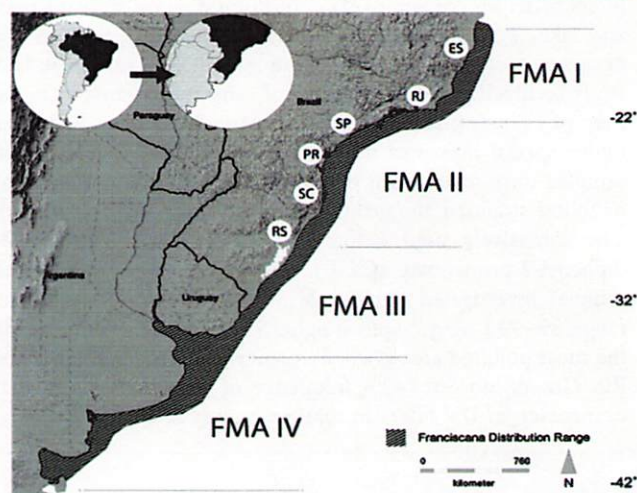 ES
FMA I
RJ
Brazil
-22°
SP
Paraguay
PR
FMA II
SC
RS
Argentina
Uruguay
-32°
FMA III
FMA IV
Franciscana Distribution Range
0 760
kilometer
N
-42°